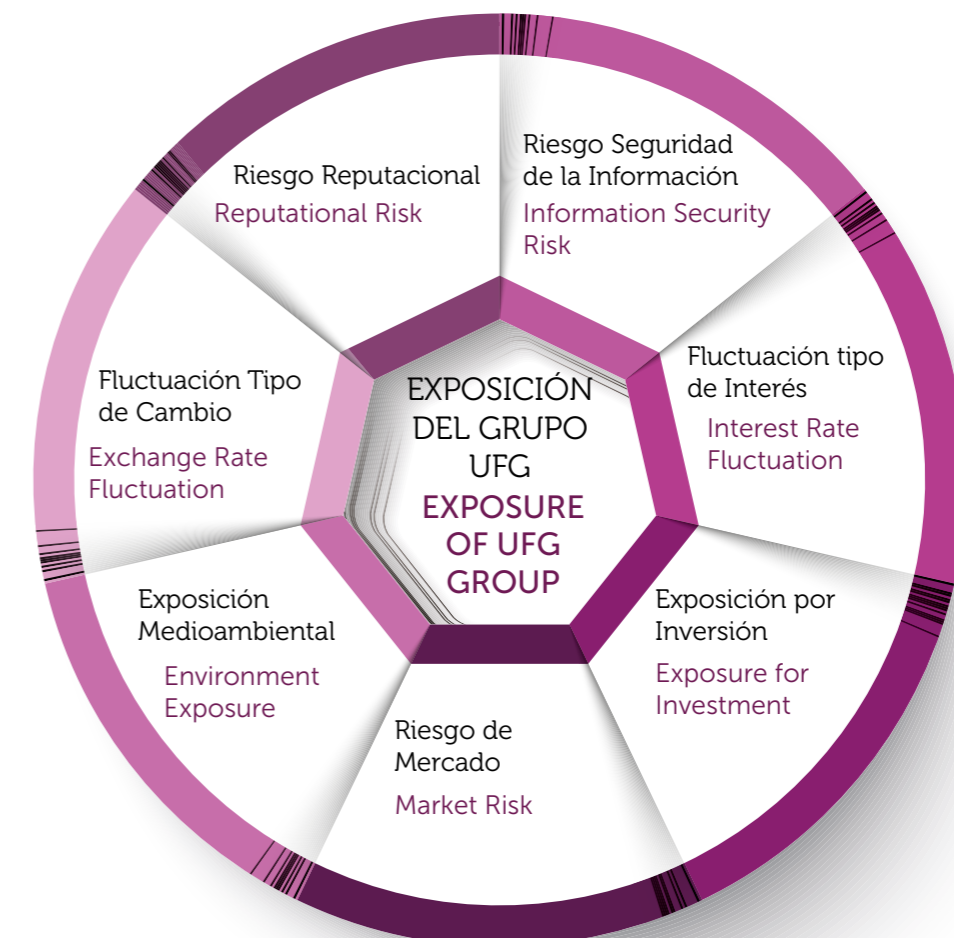 Riesgo Reputacional
Reputational Risk
Riesgo Seguridad
de la Información
Information Security
Risk
Fluctuación tipo
de Interés
Interest Rate
Fluctuation
Exposición por
Inversión
Exposure for
Investment
Riesgo de
Mercado
Market Risk
Exposición
Medioambiental
Environment
Exposure
Fluctuación Tipo
de Cambio
Exchange Rate
Fluctuation
EXPOSICIÓN
DEL GRUPO
UFG
EXPOSURE
OF UFG
GROUP